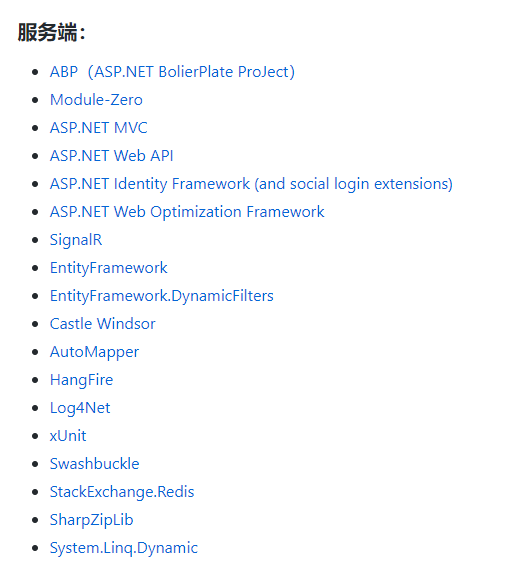 服务端：
ABP（ASP.NET BolierPlate ProJect）
Module-Zero
ASP.NET MVC
ASP.NET Web API
ASP.NET Identity Framework (and social login extensions)
ASP.NET Web Optimization Framework
SignalR
EntityFramework
EntityFramework.DynamicFilters
Castle Windsor
AutoMapper
HangFire
Log4Net
xUnit
Swashbuckle
StackExchange.Redis
SharpZipLib
System.Linq.Dynamic